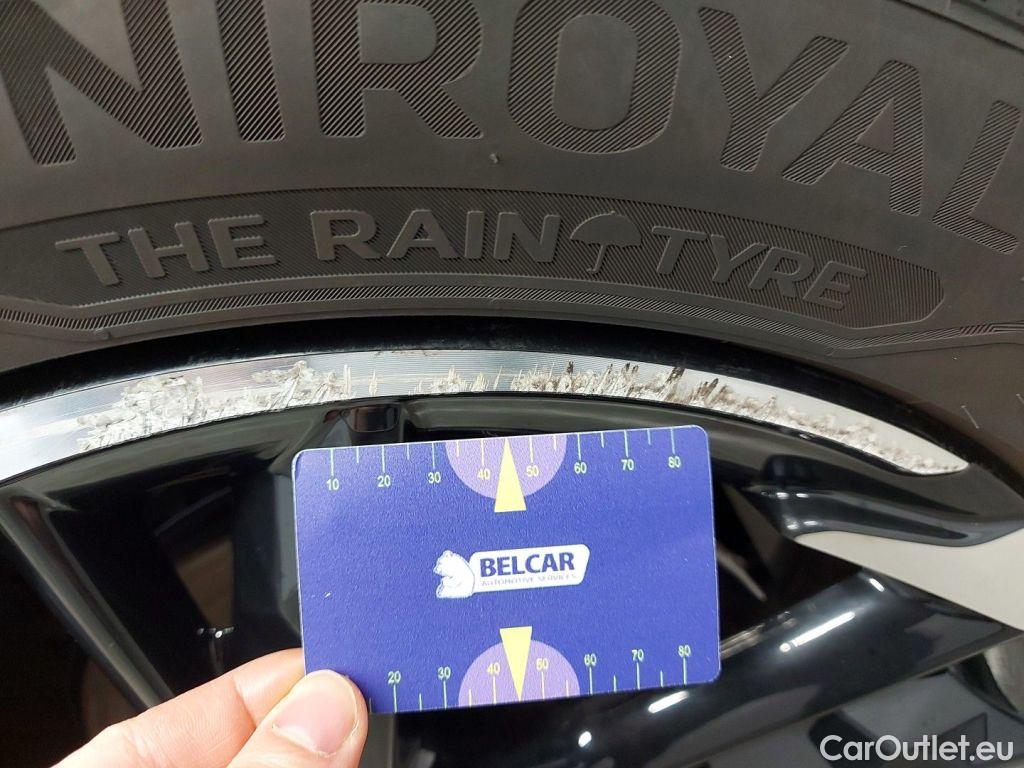 NIROYAL
THE RAIN TYRE
10 20 30 40 50 60 70 80
BELCAR
AUTOMOTIVE SERVICES
20 30 40 50 60 70 80
CarOutlet.eu